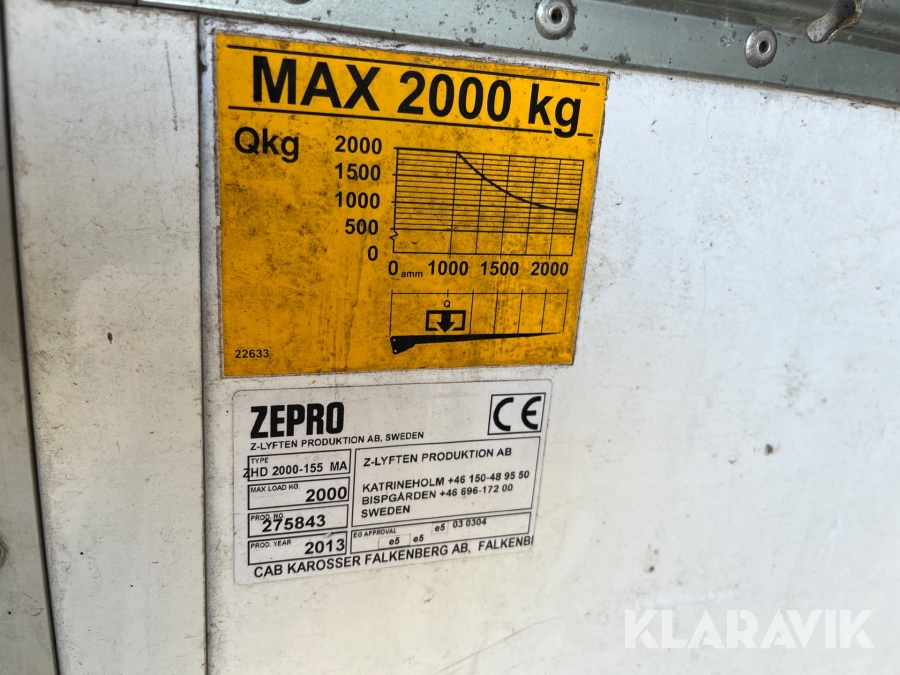 MAX 2000 kg
Qkg
2000
1500
1000
500
0
0 amm 1000 1500 2000
Q
22633
ZEPRO
CE
Z-LYFTEN PRODUKTION AB, SWEDEN
TYPE
ZHD 2000-155 MA
MAX LOAD KG.
2000
PROD. NO.
275843
PROD. YEAR
2013
Z-LYFTEN PRODUKTION AB
KATRINEHOLM +46 150-48 95 50
BISPGÅRDEN +46 696-172 00
SWEDEN
EG APPROVAL
e5 e5 e5 03 0304
CAB KAROSSER FALKENBERG AB, FALKENB
KLARAVIK